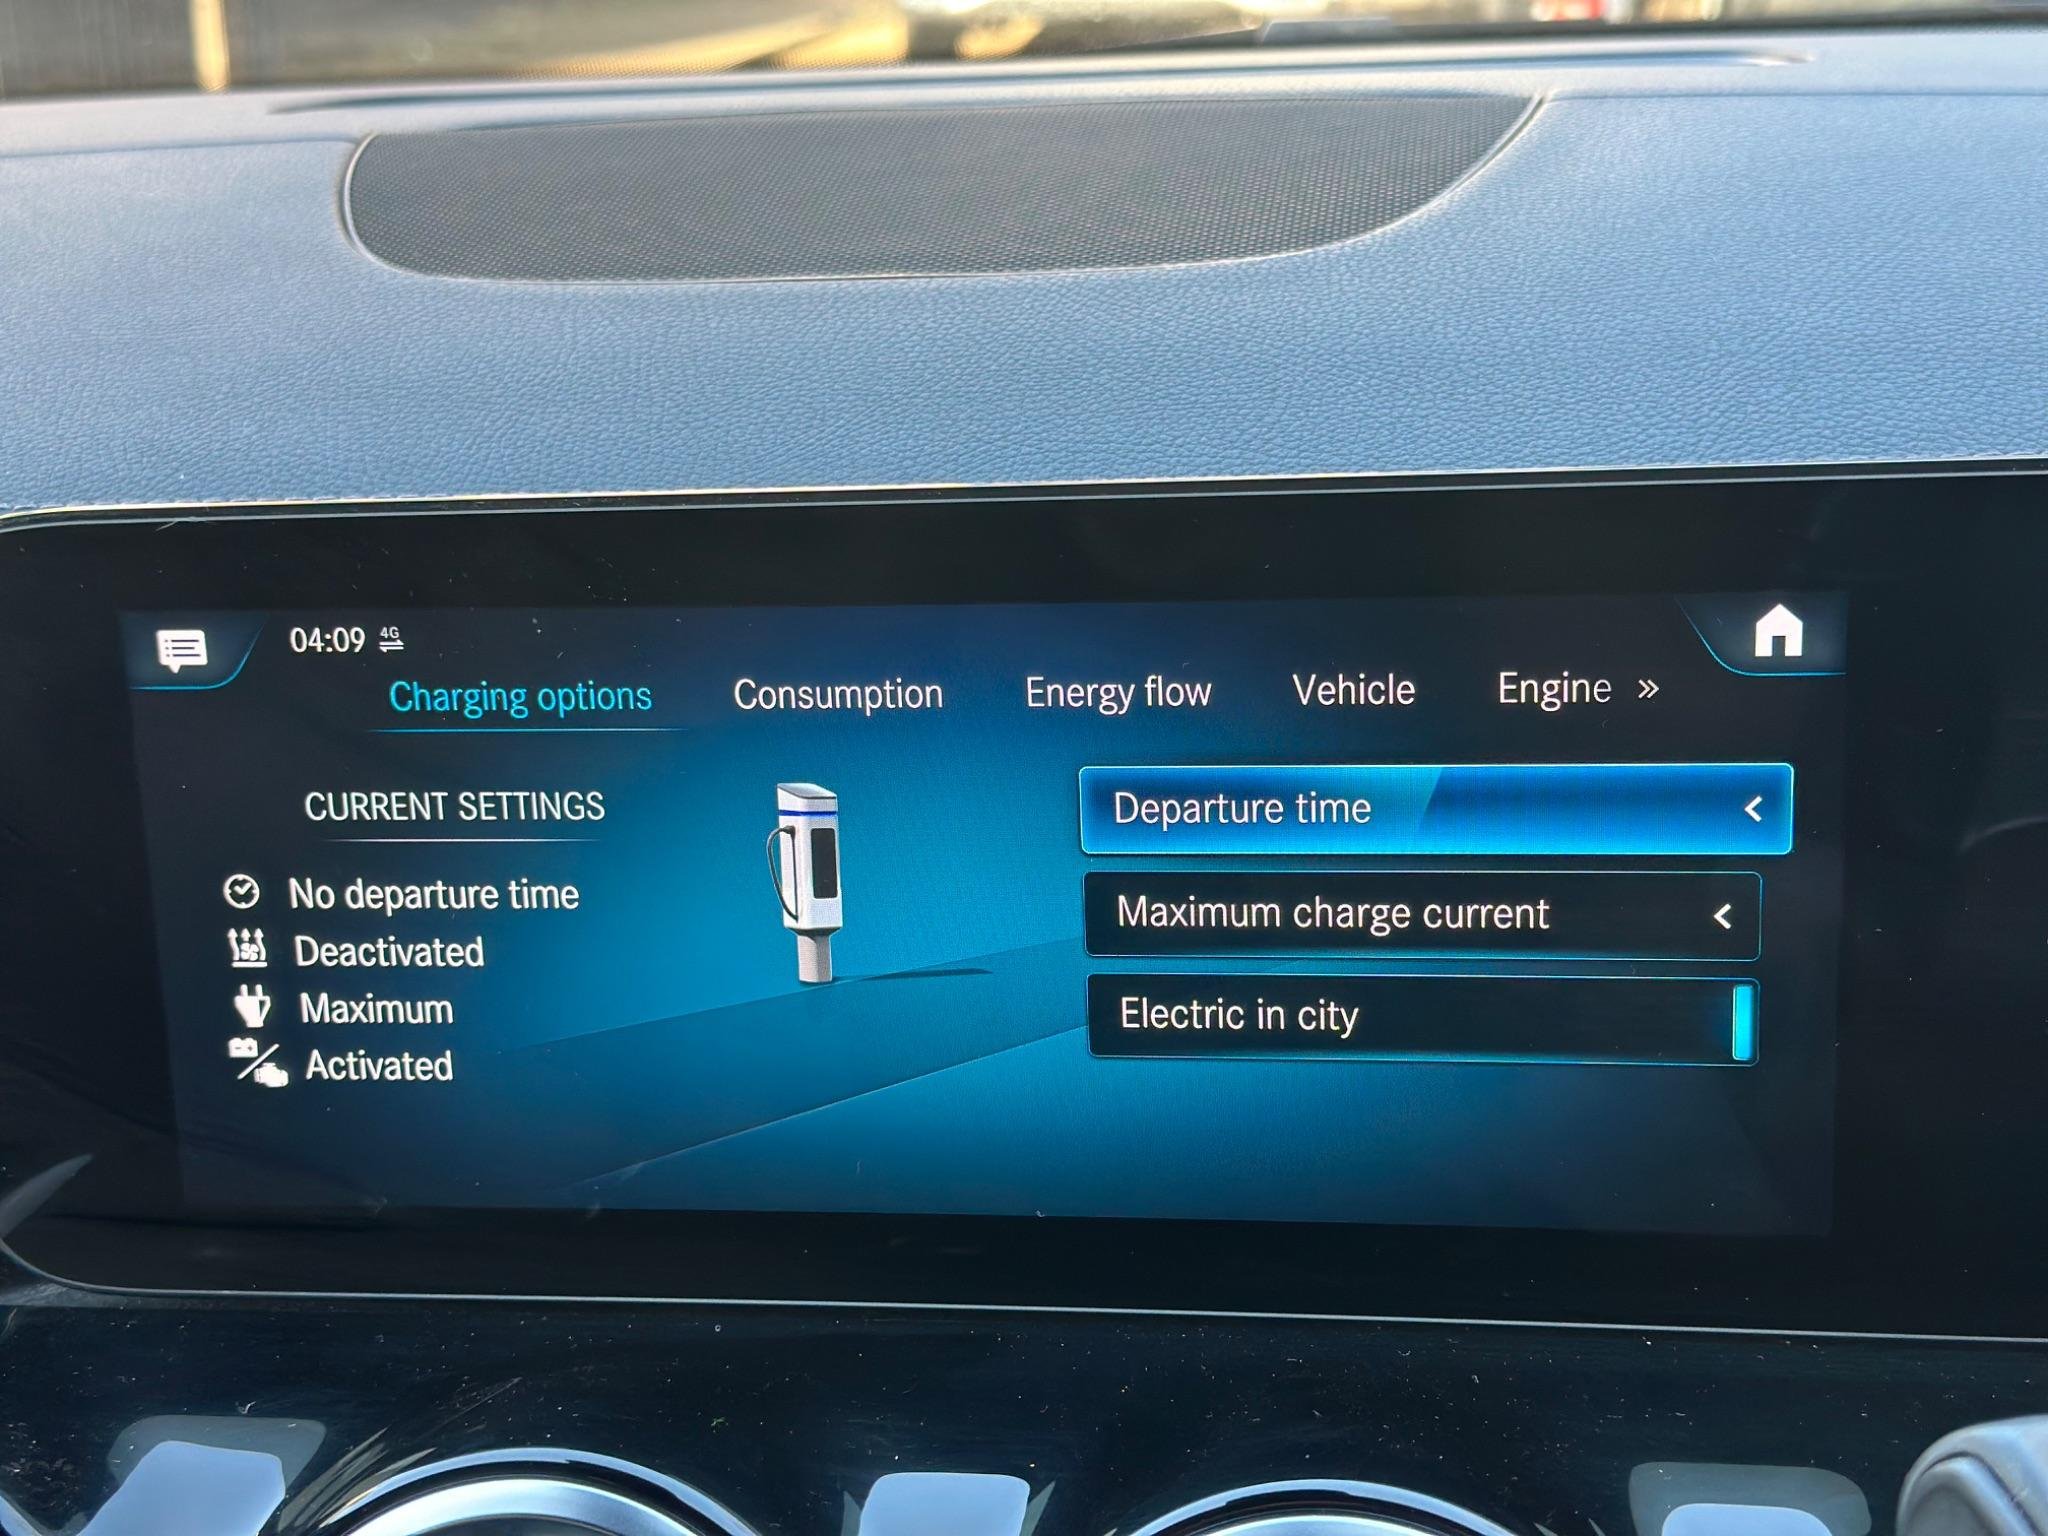 04:09 4G
Charging options Consumption Energy flow Vehicle Engine »
CURRENT SETTINGS
No departure time
Deactivated
Maximum
Activated
Departure time
Maximum charge current
Electric in city